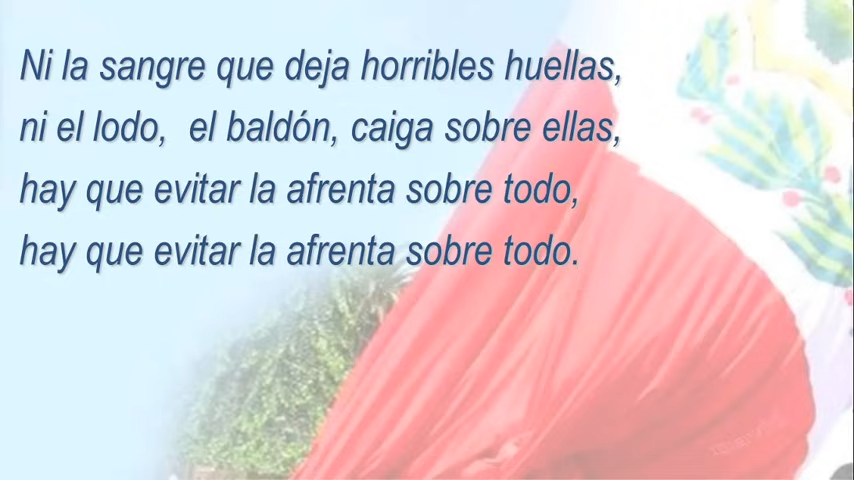 Ni la sangre que deja horribles huellas,
ni el lodo,  el baldón, caiga sobre ellas,
hay que evitar la afrenta sobre todo,
hay que evitar la afrenta sobre todo.